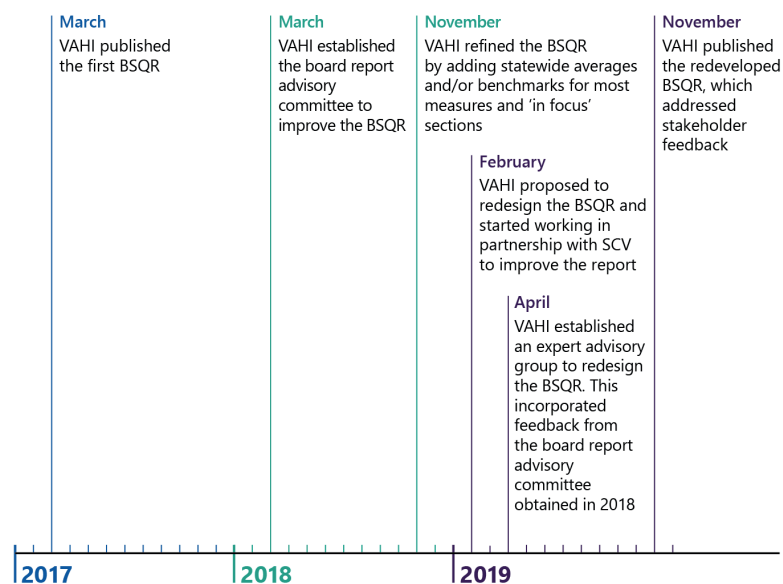 March
VAHI published
the first BSQR
March
VAHI established
the board report
advisory
committee to
improve the BSQR
November
VAHI refined the BSQR
by adding statewide averages
and/or benchmarks for most
measures and ‘in focus’
sections
February
VAHI proposed to
redesign the BSQR and
started working in
partnership with SCV
to improve the report
April
VAHI established
an expert advisory
group to redesign
the BSQR. This
incorporated
feedback from
the board report
advisory
committee
obtained in 2018
November
VAHI published
the redeveloped
BSQR, which
addressed
stakeholder
feedback
2017
2018
2019